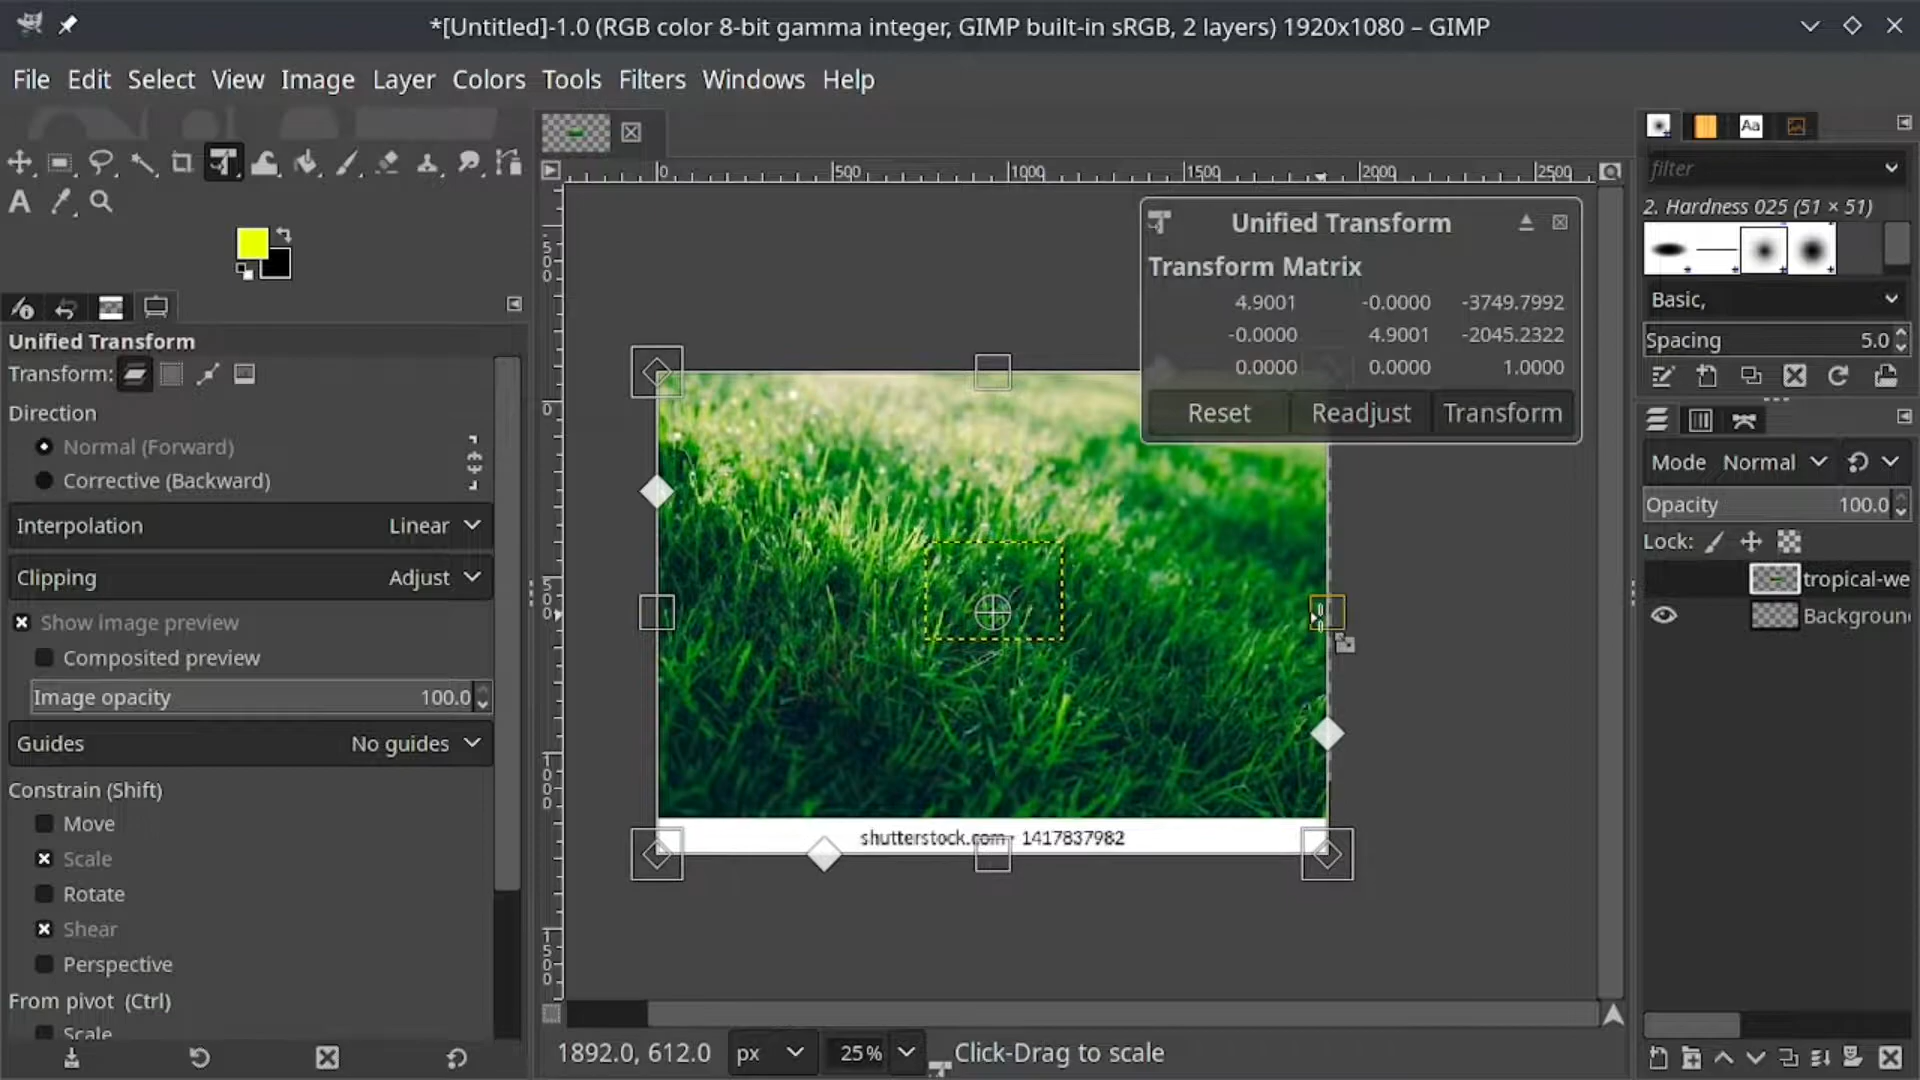 *[Untitled]-1.0 (RGB color 8-bit gamma integer, GIMP built-in sRGB, 2 layers) 1920x1080 – GIMP
File Edit Select View Image Layer Colors Tools Filters Windows Help
0 500 1000 1500 2000 2500
500
0
500
1000
1500
Unified Transform
Transform:
Direction
Normal (Forward)
Corrective (Backward)
Interpolation Linear
Clipping Adjust
Show image preview
Composited preview
Image opacity 100.0
Guides No guides
Constrain (Shift)
Move
Scale
Rotate
Shear
Perspective
From pivot (Ctrl)
Scale
Unified Transform
Transform Matrix
4.9001 -0.0000 -3749.7992
-0.0000 4.9001 -2045.2322
0.0000 0.0000 1.0000
Reset Readjust Transform
shutterstock.com · 1417837982
1892.0, 612.0 px 25% Click-Drag to scale
Aa
filter
2. Hardness 025 (51 × 51)
Basic,
Spacing 5.0
Mode Normal
Opacity 100.0
Lock:
tropical-we
Backgroun